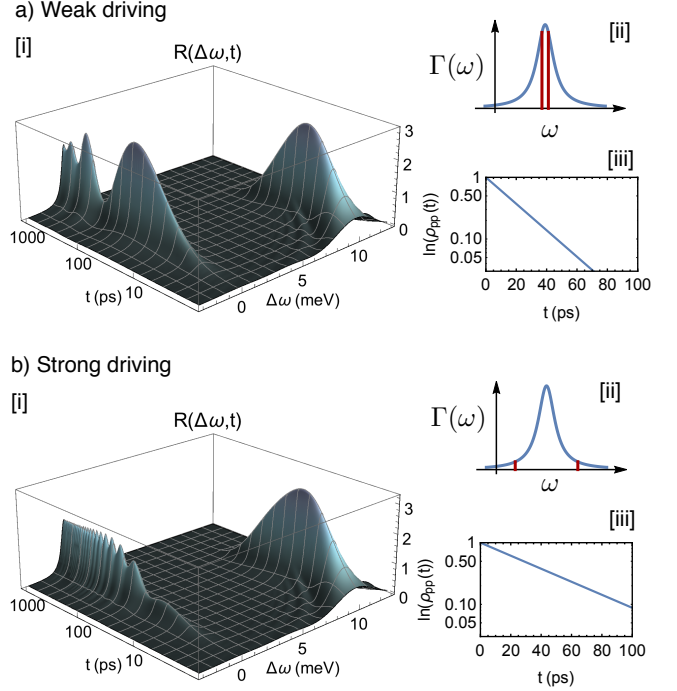 a) Weak driving
[i]
R(Δω,t)
3
2
1
0
1000
100
10
t (ps)
0
5
10
Δω (meV)
[ii]
Γ(ω)
ω
[iii]
ln(ρpp(t))
1
0.50
0.10
0.05
0 20 40 60 80 100
t (ps)
b) Strong driving
[i]
R(Δω,t)
3
2
1
0
1000
100
10
t (ps)
0
5
10
Δω (meV)
[ii]
Γ(ω)
ω
[iii]
ln(ρpp(t))
1
0.50
0.10
0.05
0 20 40 60 80 100
t (ps)